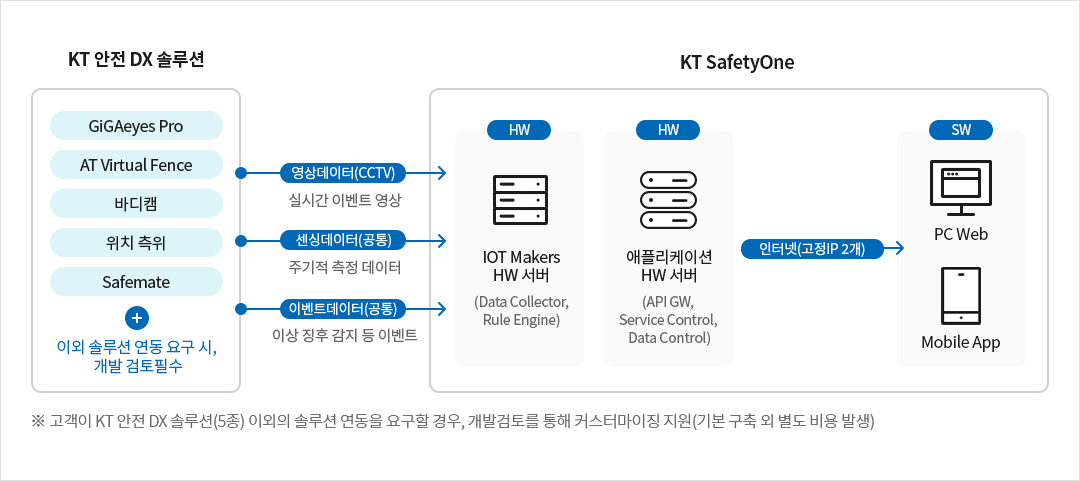 KT 안전 DX 솔루션
GiGAeyes Pro
AT Virtual Fence
바디캠
위치 측위
Safemate
이외 솔루션 연동 요구 시,
개발 검토필수
영상데이터(CCTV)
실시간 이벤트 영상
센싱데이터(공통)
주기적 측정 데이터
이벤트데이터(공통)
이상 징후 감지 등 이벤트
KT SafetyOne
HW
IOT Makers
HW 서버
(Data Collector,
Rule Engine)
HW
애플리케이션
HW 서버
(API GW,
Service Control,
Data Control)
인터넷(고정IP 2개)
SW
PC Web
Mobile App
※ 고객이 KT 안전 DX 솔루션(5종) 이외의 솔루션 연동을 요구할 경우, 개발검토를 통해 커스터마이징 지원(기본 구축 외 별도 비용 발생)